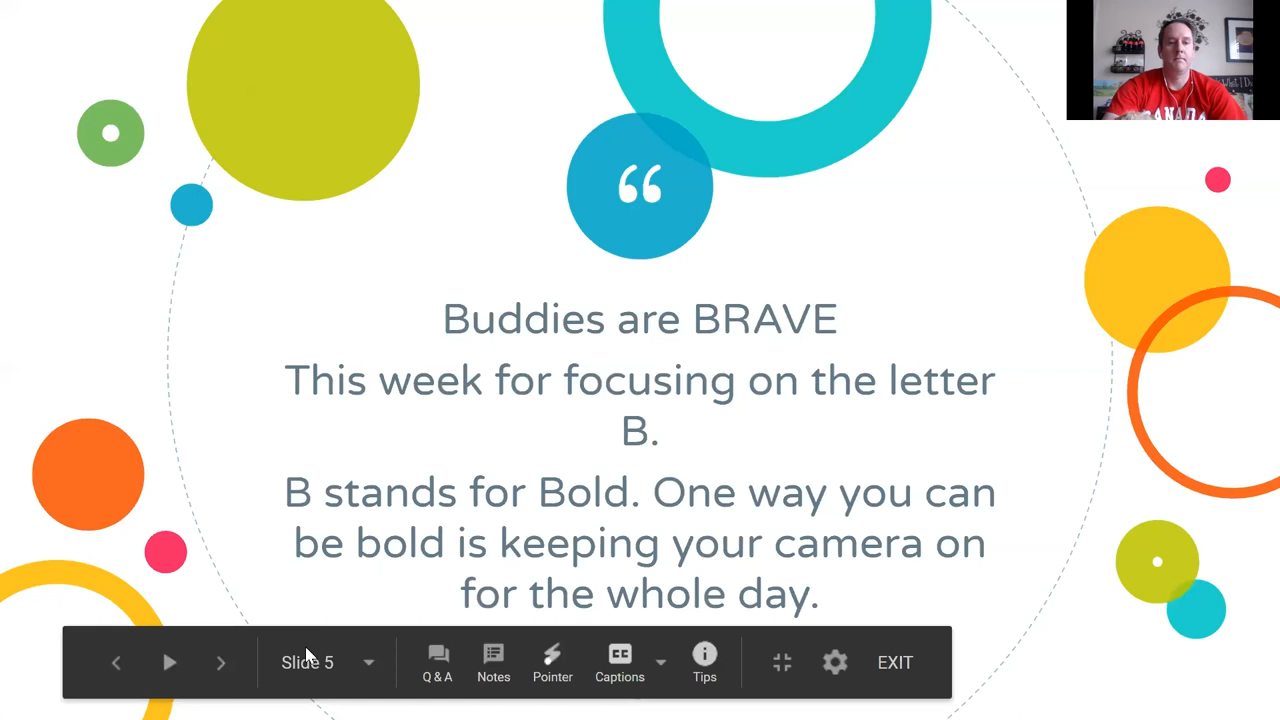 “
Buddies are BRAVE
This week for focusing on the letter
B.
B stands for Bold. One way you can
be bold is keeping your camera on
for the whole day.
Slide 5
Q & A
Notes
Pointer
CC
Captions
Tips
EXIT